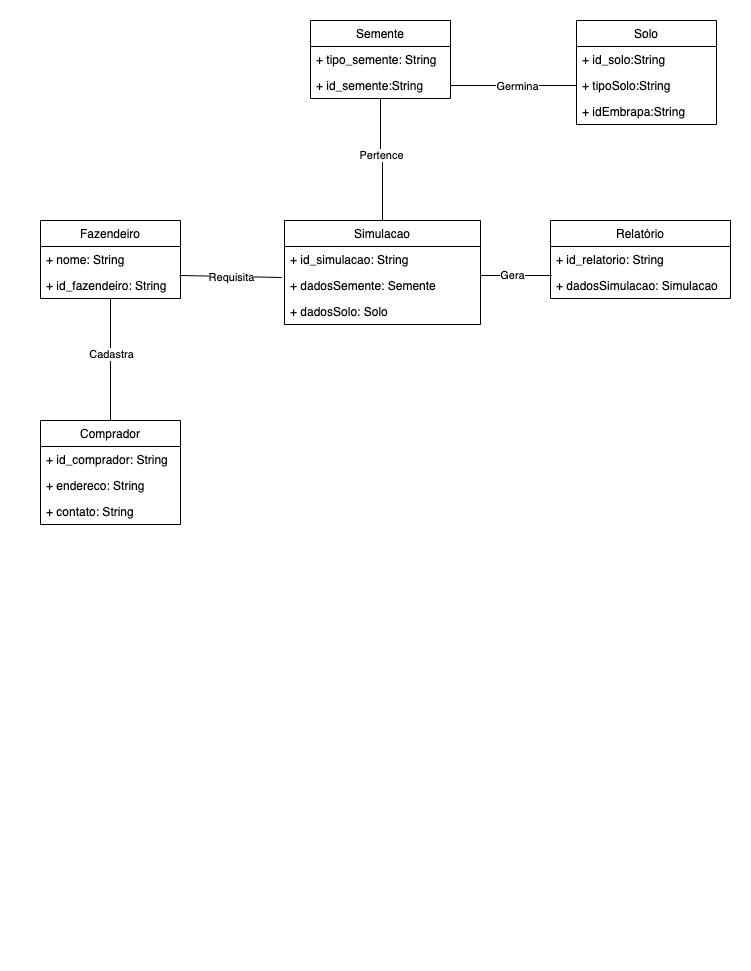 Semente
+ tipo_semente: String
+ id_semente:String
Germina
Solo
+ id_solo:String
+ tipoSolo:String
+ idEmbrapa:String
Pertence
Fazendeiro
+ nome: String
+ id_fazendeiro: String
Requisita
Simulacao
+ id_simulacao: String
+ dadosSemente: Semente
+ dadosSolo: Solo
Gera
Relatório
+ id_relatorio: String
+ dadosSimulacao: Simulacao
Cadastra
Comprador
+ id_comprador: String
+ endereco: String
+ contato: String